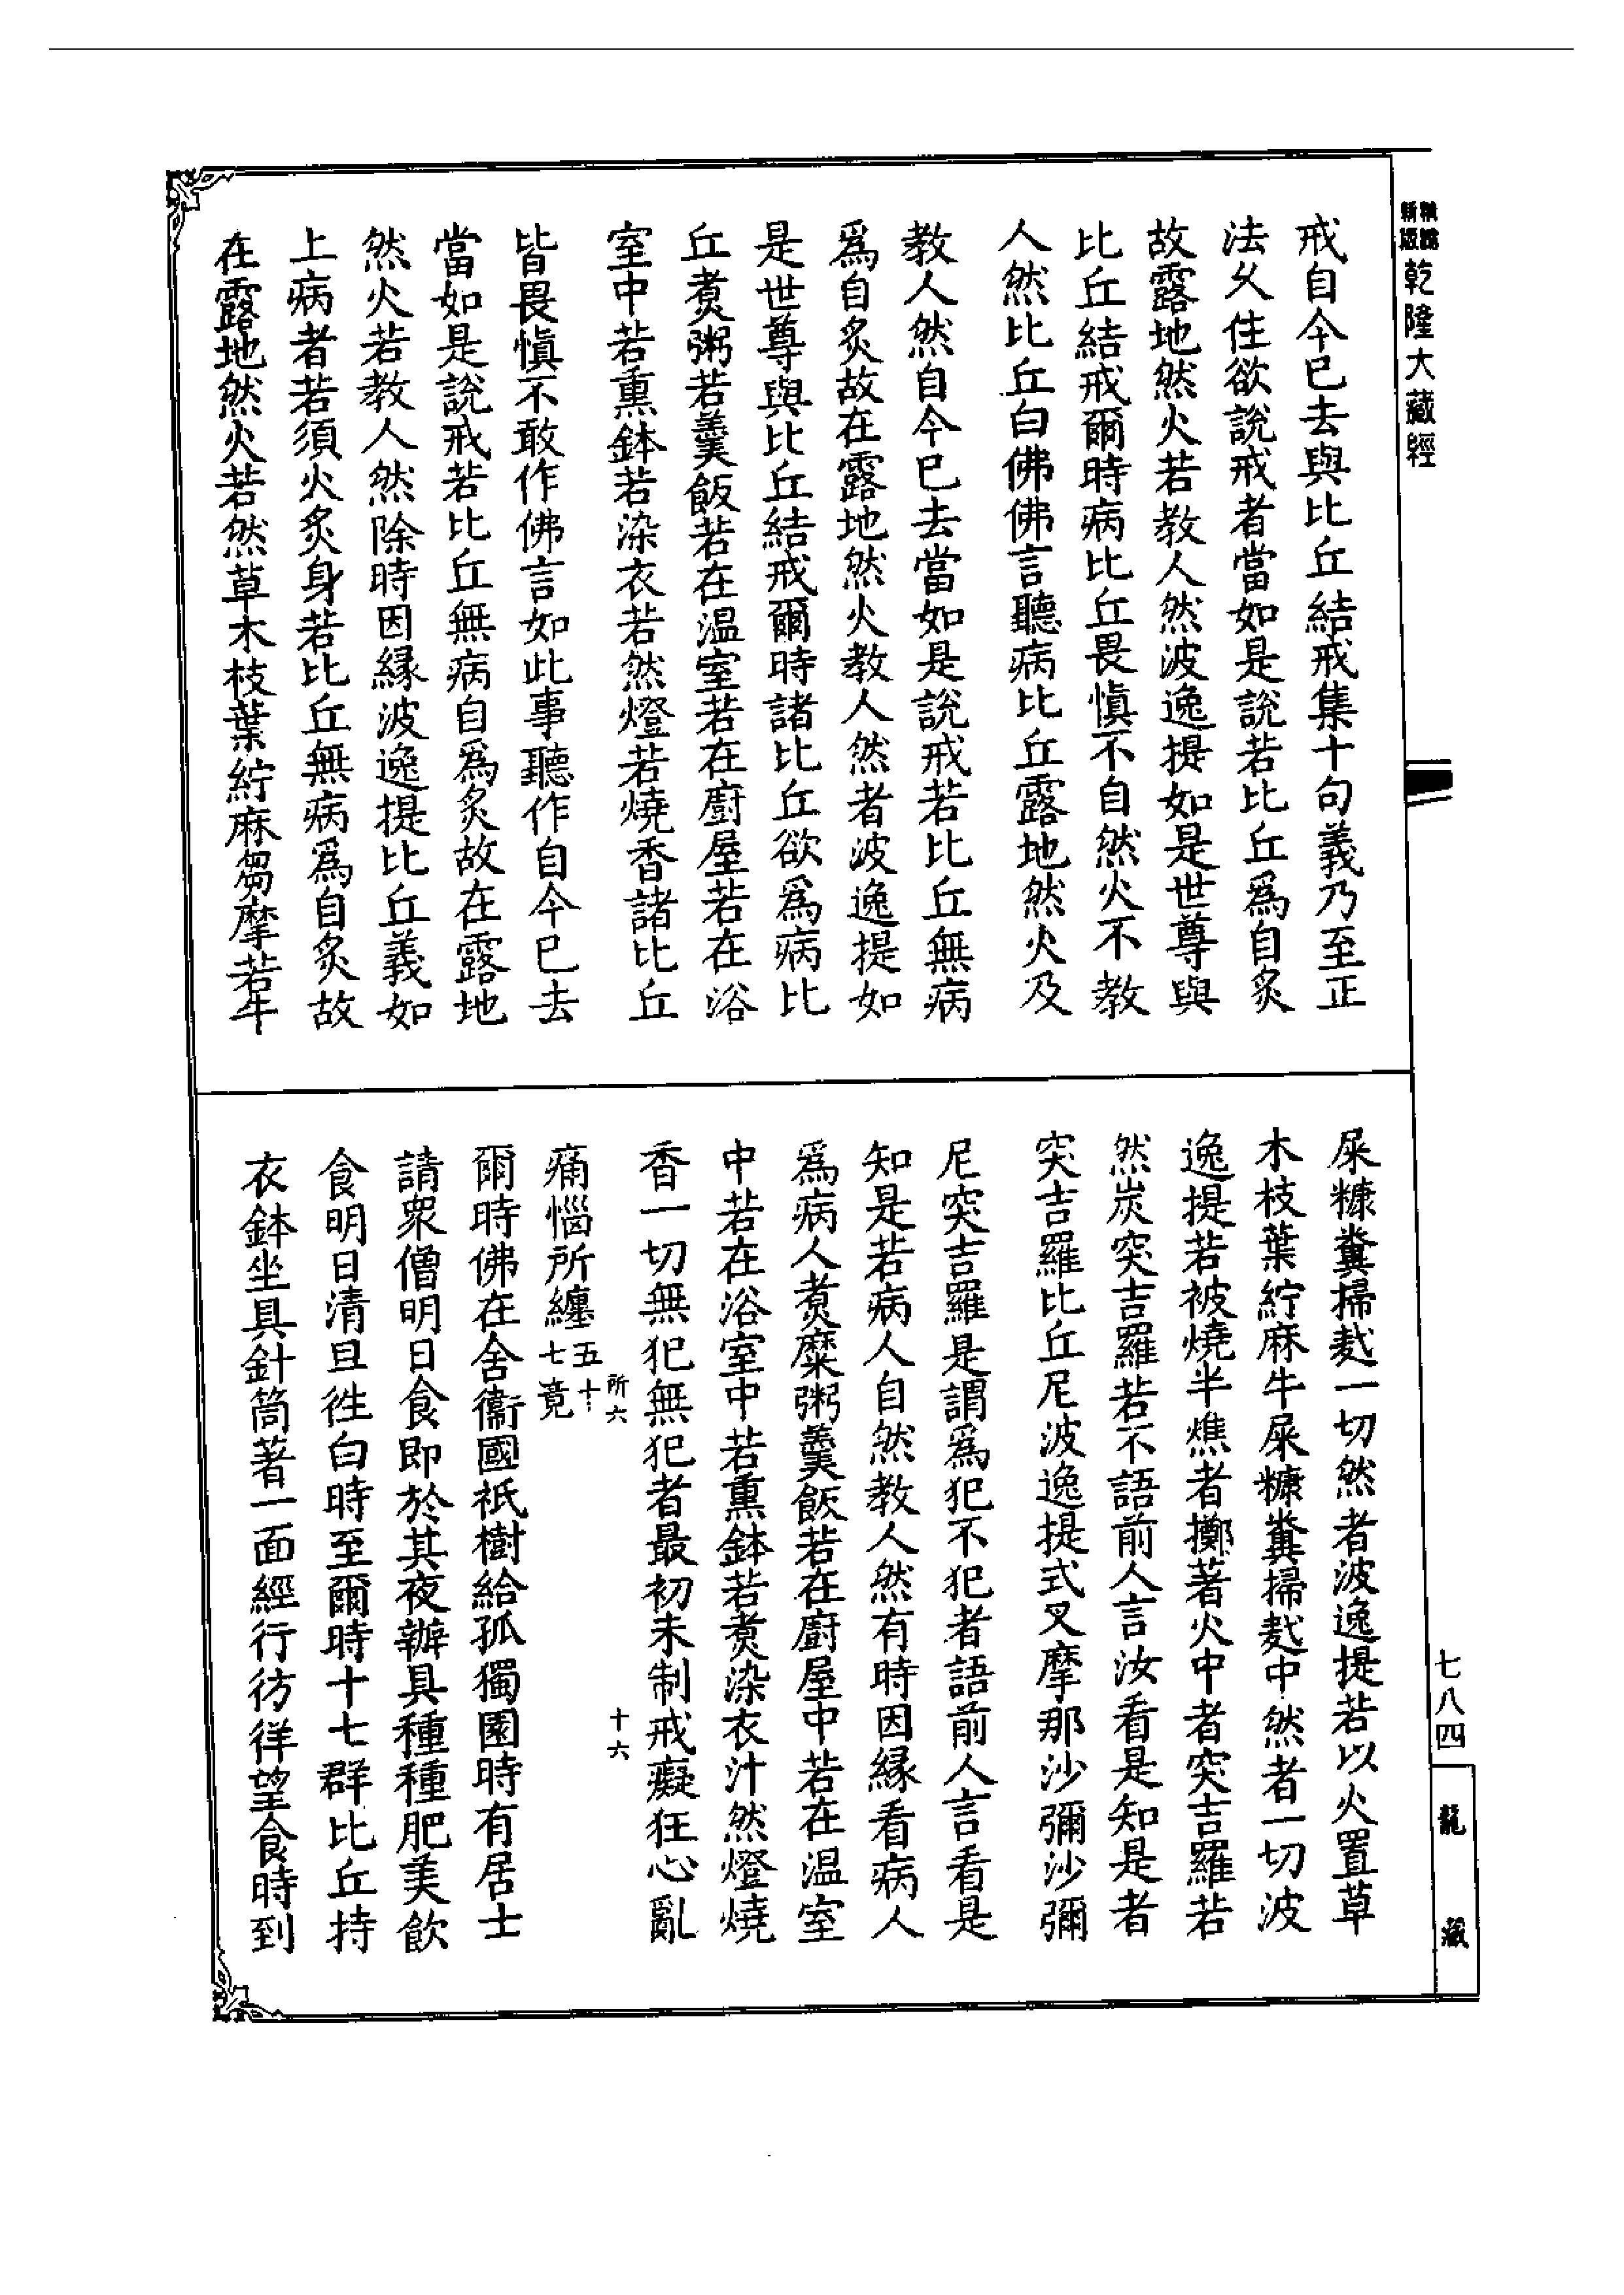 新版
精縮
乾隆大藏經
戒自今已去與比丘結戒集十句義乃至正
法久住欲說戒者當如是說若比丘爲自炙
故露地然火若教人然波逸提如是世尊與
比丘結戒爾時病比丘畏愼不自然火不教
人然比丘白佛佛言聽病比丘露地然火及
教人然自今已去當如是說戒若比丘無病
爲自炙故在露地然火教人然者波逸提如
是世尊與比丘結戒爾時諸比丘欲爲病比
丘煑粥若羹飯若在温室若在廚屋若在浴
室中若熏鉢若染衣若然燈若燒香諸比丘
皆畏愼不敢作佛言如此事聽作自今已去
當如是說戒若比丘無病自爲炙故在露地
然火若教人然除時因緣波逸提比丘義如
上病者若須火炙身若比丘無病爲自炙故
在露地然火若然草木枝葉紵麻芻摩若牛
屎糠糞掃𪍿一切然者波逸提若以火置草
木枝葉紵麻牛屎糠糞掃𪍿中然者一切波
逸提若被燒半燋者擲著火中者突吉羅若
然炭突吉羅若不語前人言汝看是知是者
突吉羅比丘尼波逸提式叉摩那沙彌沙彌
尼突吉羅是謂爲犯不犯者語前人言看是
知是若病人自然教人然有時因緣看病人
爲病人煑糜粥羹飯若在廚屋中若在温室
中若在浴室中若熏鉢若煑染衣汁然燈燒
香一切無犯無犯者最初未制戒癡狂心亂
所六
十六
痛惱所纏五十七竟
爾時佛在舍衞國祇樹給孤獨園時有居士
請衆僧明日食即於其夜辦具種種肥美飲
食明日清旦徃白時至爾時十七群比丘持
衣鉢坐具針筒著一面經行彷徉望食時到
七八四
龍藏